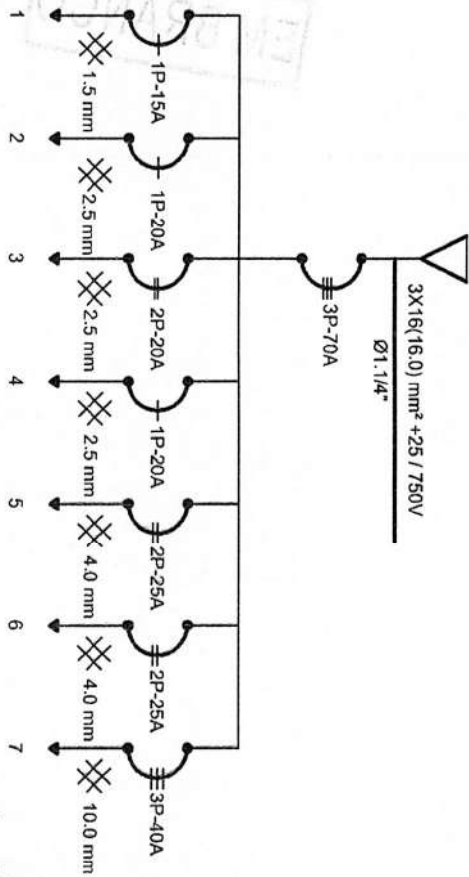 3X16(16.0) mm² +25 / 750V
Ø1.1/4"
3P-70A
1P-15A
1P-20A
2P-20A
1P-20A
2P-25A
2P-25A
3P-40A
1.5 mm
2.5 mm
2.5 mm
2.5 mm
4.0 mm
4.0 mm
10.0 mm
1
2
3
4
5
6
7
EM BRANCO